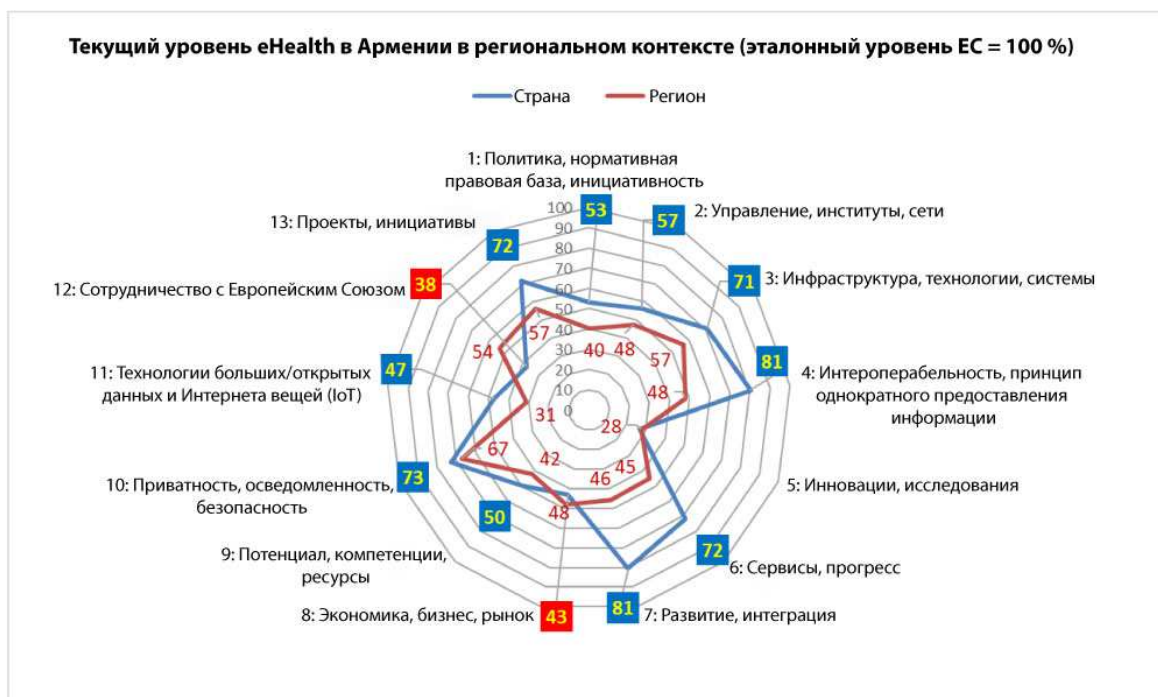 Текущий уровень eHealth в Армении в региональном контексте (эталонный уровень ЕС = 100 %)
Страна
Регион
1: Политика, нормативная
правовая база, инициативность
53
2: Управление, институты, сети
57
3: Инфраструктура, технологии, системы
71
4: Интероперабельность, принцип
однократного предоставления
информации
81
5: Инновации, исследования
6: Сервисы, прогресс
72
7: Развитие, интеграция
81
8: Экономика, бизнес, рынок
43
9: Потенциал, компетенции,
ресурсы
50
10: Приватность, осведомленность,
безопасность
73
11: Технологии больших/открытых
данных и Интернета вещей (IoT)
47
12: Сотрудничество с Европейским Союзом
38
13: Проекты, инициативы
72
100
90
80
70
60
50
40
30
20
10
0
40
48
57
48
28
45
46
48
42
67
31
54
57